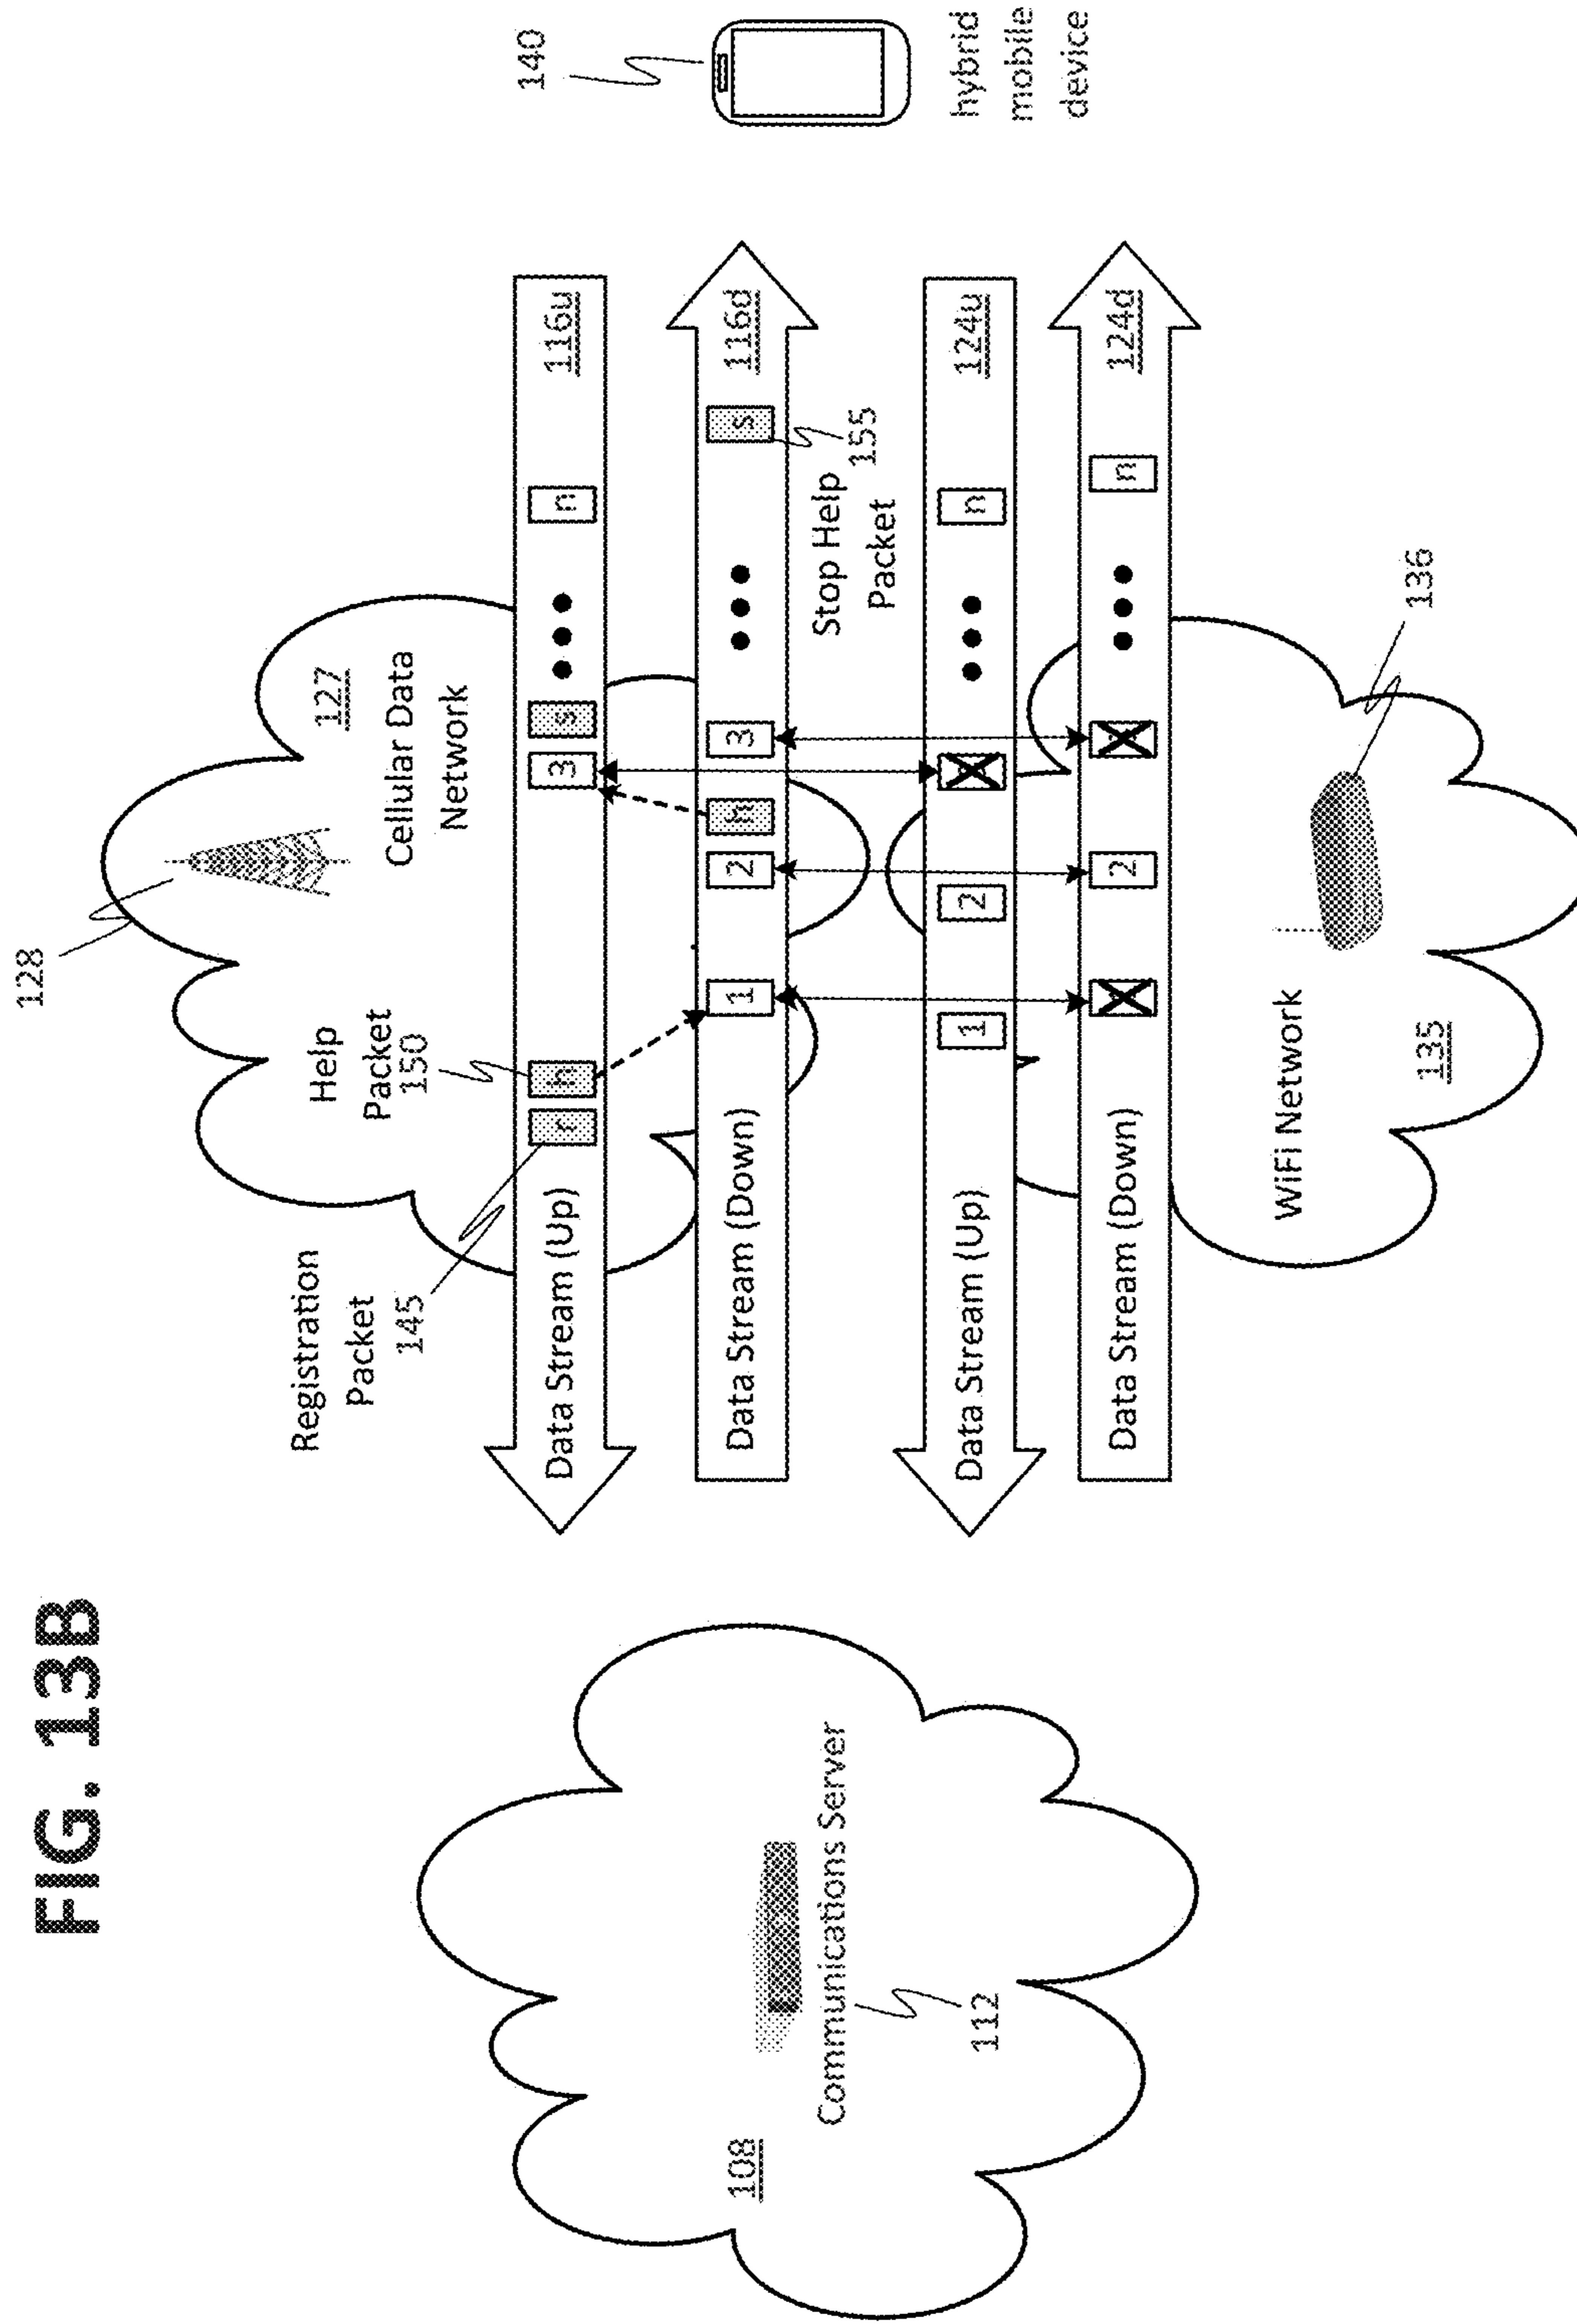 FIG. 13B
108
Communications Server
112
128
127
Cellular Data
Network
Registration
Packet
145
Help
Packet
150
Data Stream (Up)
r
h
3
s
n
116u
Data Stream (Down)
1
2
h
3
s
116d
Stop Help
Packet
155
Data Stream (Up)
1
2
n
124u
Data Stream (Down)
2
n
124d
WiFi Network
135
136
140
hybrid
mobile
device